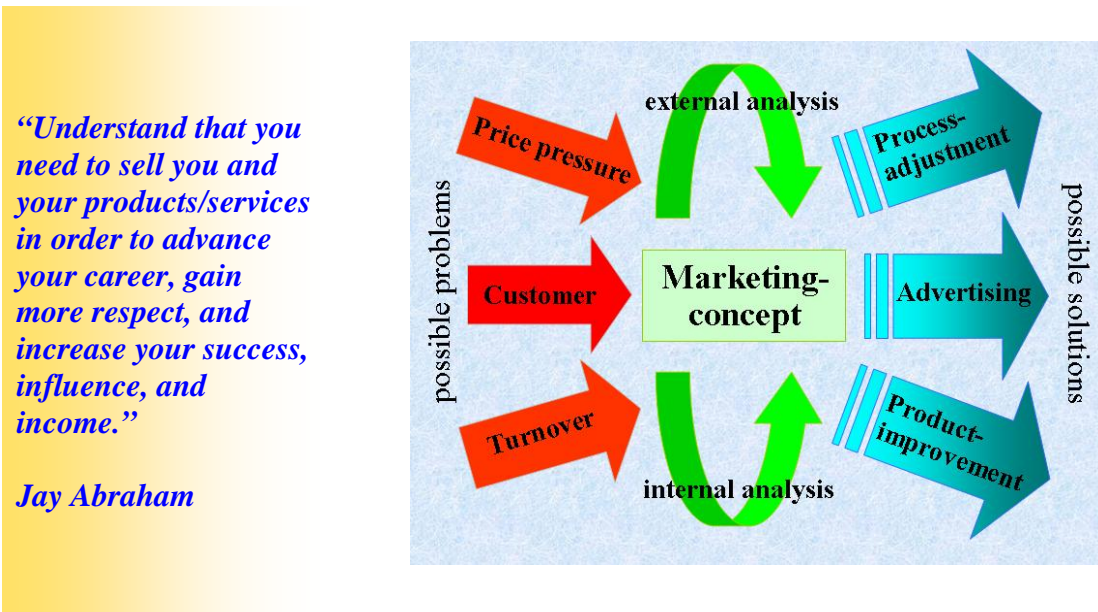 “Understand that you
need to sell you and
your products/services
in order to advance
your career, gain
more respect, and
increase your success,
influence, and
income.”
Jay Abraham
possible problems
Price pressure
Customer
Turnover
external analysis
Marketing-
concept
internal analysis
Process-
adjustment
Advertising
Product-
improvement
possible solutions